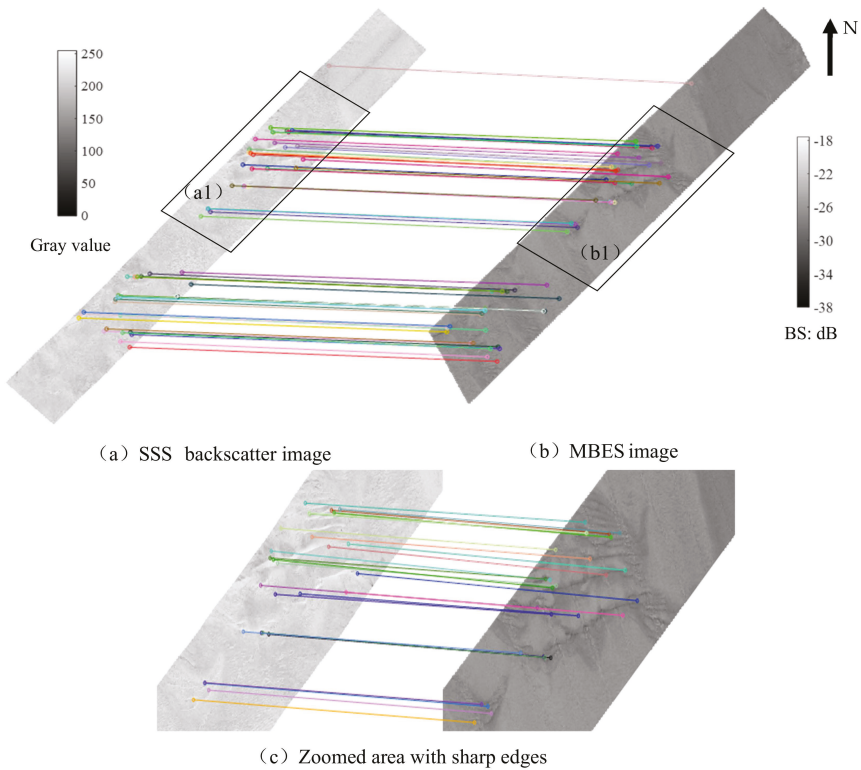 N
250
200
150
100
50
0
Gray value
(a1)
(b1)
-18
-22
-26
-30
-34
-38
BS: dB
（a）SSS backscatter image
（b）MBES image
（c）Zoomed area with sharp edges